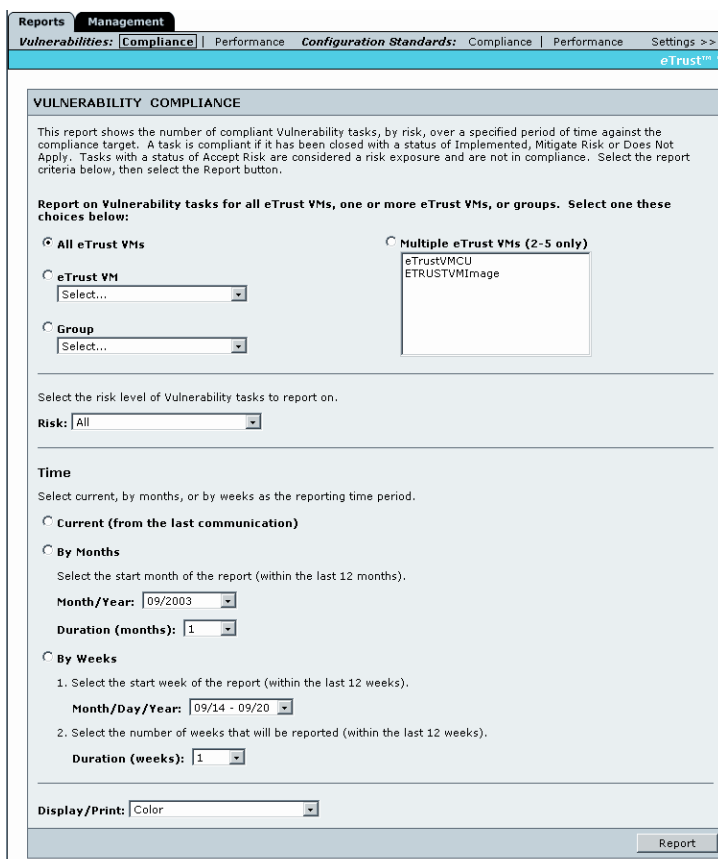 Reports Management
Vulnerabilities: Compliance | Performance Configuration Standards: Compliance | Performance Settings >>
eTrust™
VULNERABILITY COMPLIANCE
This report shows the number of compliant Vulnerability tasks, by risk, over a specified period of time against the
compliance target. A task is compliant if it has been closed with a status of Implemented, Mitigate Risk or Does Not
Apply. Tasks with a status of Accept Risk are considered a risk exposure and are not in compliance. Select the report
criteria below, then select the Report button.
Report on Vulnerability tasks for all eTrust VMs, one or more eTrust VMs, or groups. Select one these
choices below:
All eTrust VMs
eTrust VM
Select...
Group
Select...
Multiple eTrust VMs (2-5 only)
eTrustVMCU
ETRUSTVMImage
Select the risk level of Vulnerability tasks to report on.
Risk: All
Time
Select current, by months, or by weeks as the reporting time period.
Current (from the last communication)
By Months
Select the start month of the report (within the last 12 months).
Month/Year: 09/2003
Duration (months): 1
By Weeks
1. Select the start week of the report (within the last 12 weeks).
Month/Day/Year: 09/14 - 09/20
2. Select the number of weeks that will be reported (within the last 12 weeks).
Duration (weeks): 1
Display/Print: Color
Report